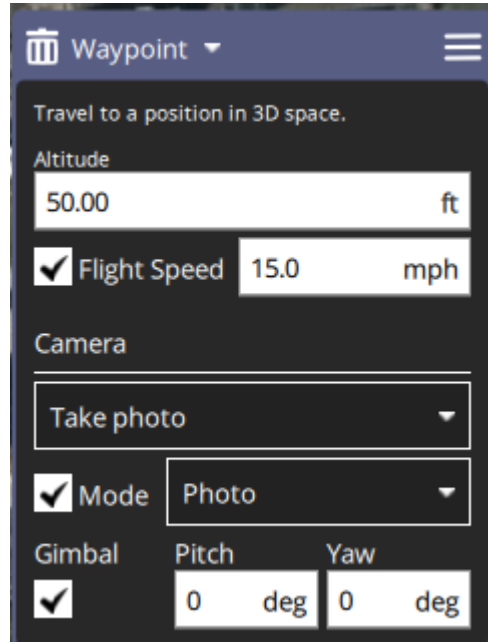 Waypoint
Travel to a position in 3D space.
Altitude
50.00 ft
Flight Speed 15.0 mph
Camera
Take photo
Mode Photo
Gimbal Pitch Yaw
0 deg 0 deg